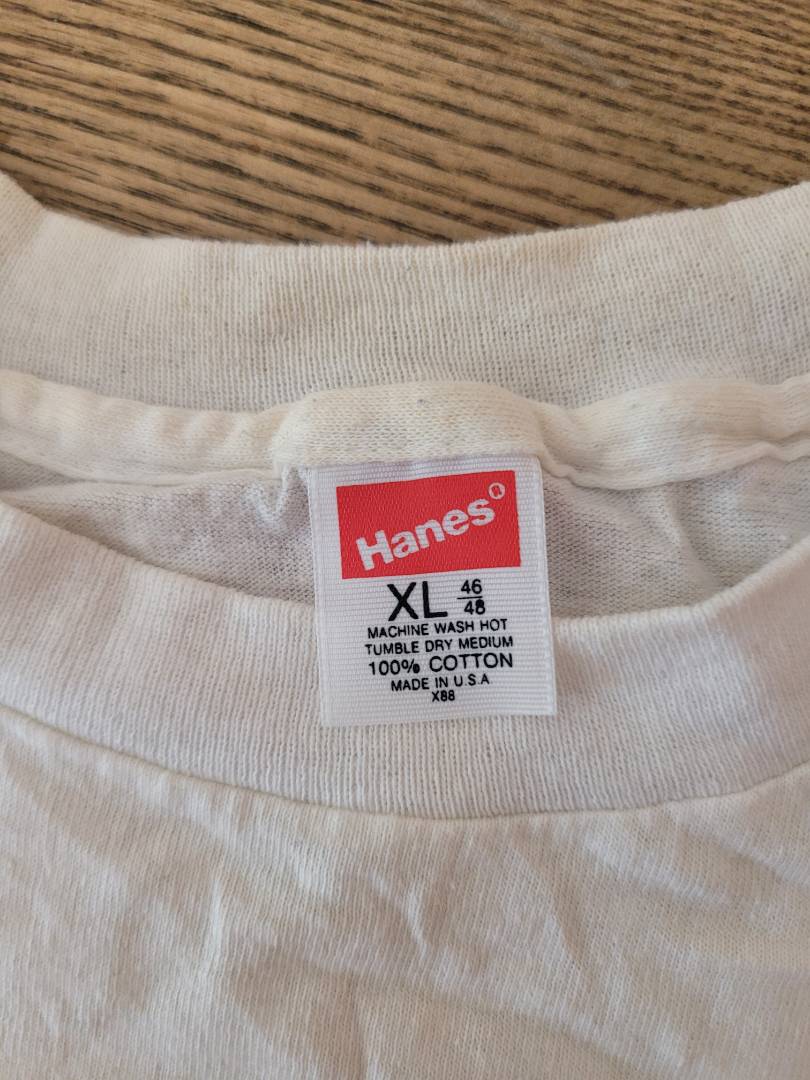 Hanes®
XL 46/48
MACHINE WASH HOT
TUMBLE DRY MEDIUM
100% COTTON
MADE IN U.S.A
X88